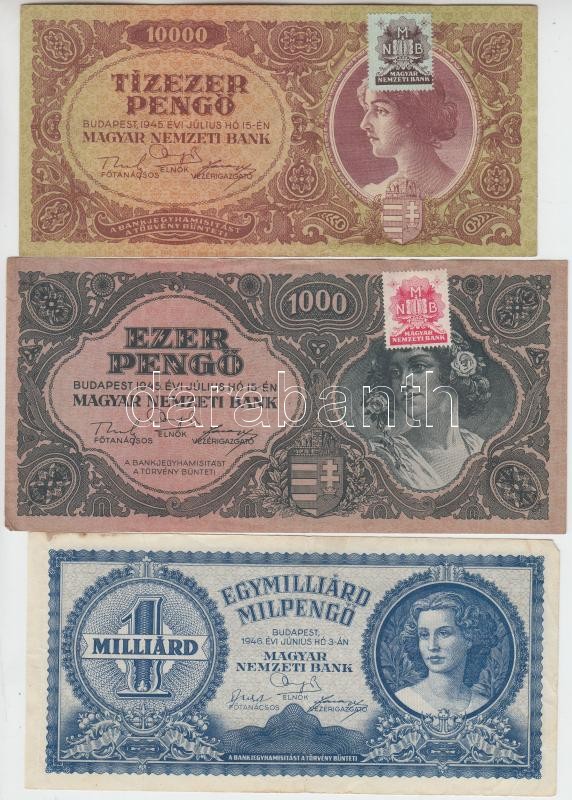 10000
TÍZEZER
PENGŐ
BUDAPEST, 1945. ÉVI JÚLIUS HÓ 15-ÉN
MAGYAR NEMZETI BANK
FŐTANÁCSOS ELNÖK VEZÉRIGAZGATÓ
A BANKJEGYHAMISÍTÁST
A TÖRVÉNY BÜNTETI
M
N B
MAGYAR
NEMZETI BANK
1000
EZER
PENGŐ
BUDAPEST, 1945. ÉVI JÚLIUS HÓ 15-ÉN
MAGYAR NEMZETI BANK
FŐTANÁCSOS ELNÖK VEZÉRIGAZGATÓ
A BANKJEGYHAMISÍTÁST
A TÖRVÉNY BÜNTETI
M
N B
MAGYAR
NEMZETI BANK
darabanth
1
MILLIÁRD
EGYMILLIÁRD
MILPENGŐ
BUDAPEST,
1946. ÉVI JÚNIUS HÓ 3-ÁN
MAGYAR
NEMZETI BANK
ELNÖK
FŐTANÁCSOS VEZÉRIGAZGATÓ
A BANKJEGYHAMISÍTÁST A TÖRVÉNY BÜNTETI